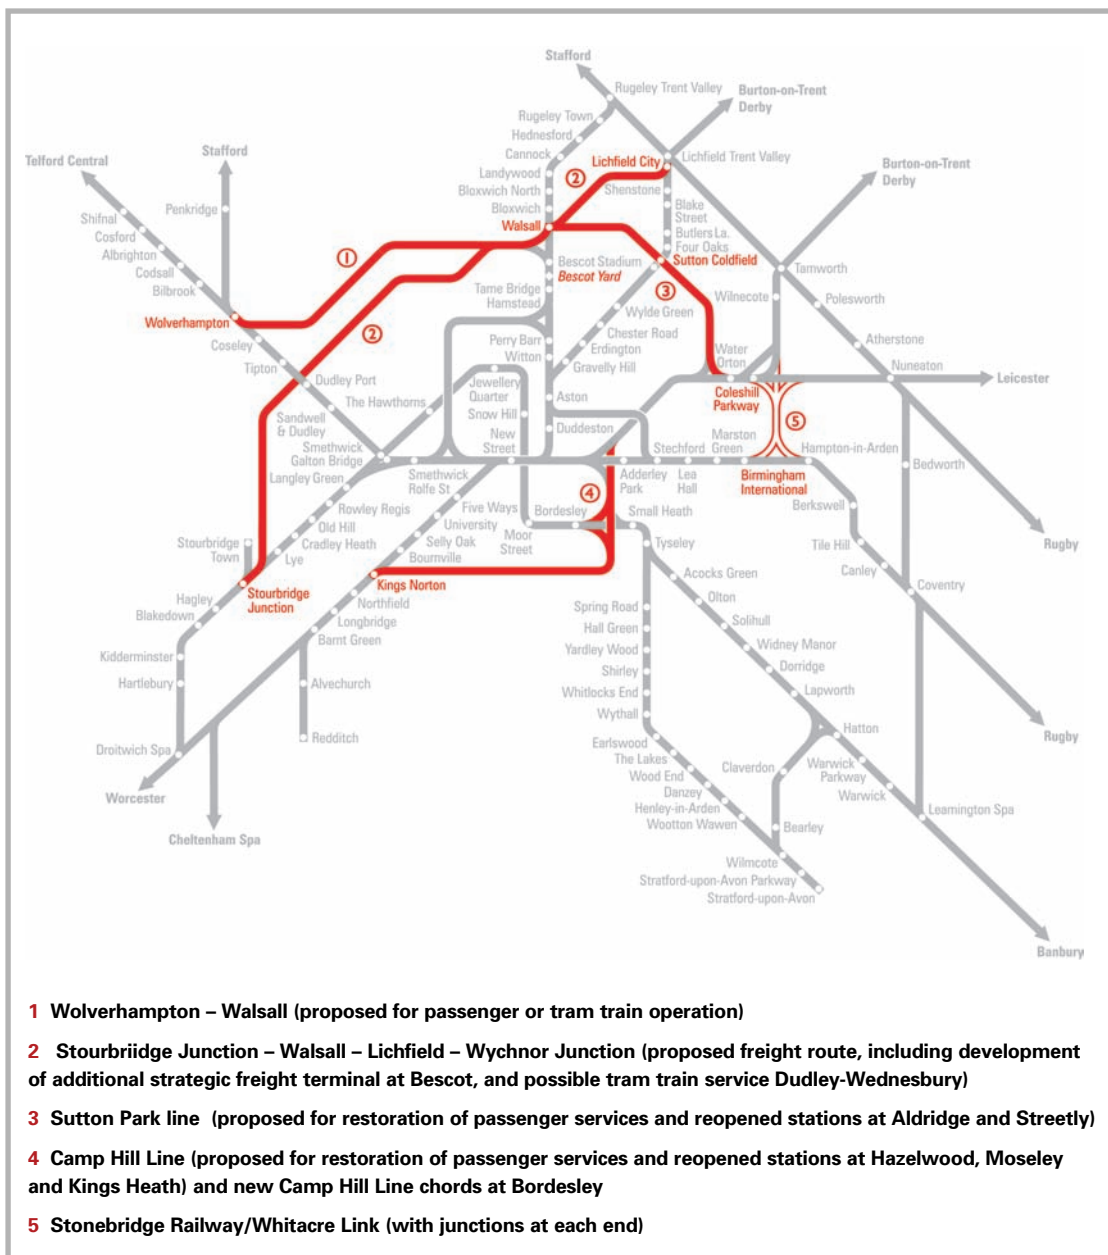 Stafford
Rugeley Trent Valley
Burton-on-Trent
Derby
Rugeley Town
Hednesford
Cannock
Lichfield City
Lichfield Trent Valley
Landywood
2
Shenstone
Bloxwich North
Blake
Street
Bloxwich
Butlers La.
Walsall
Four Oaks
Burton-on-Trent
Derby
Telford Central
Stafford
Penkridge
Shifnal
Cosford
Albrighton
Codsall
Bilbrook
1
Wolverhampton
2
Coseley
Tipton
Dudley Port
Bescot Stadium
Bescot Yard
Tame Bridge
Hamstead
Sutton Coldfield
3
Wylde Green
Chester Road
Erdington
Gravelly Hill
Perry Barr
Witton
Tamworth
Wilnecote
Polesworth
Atherstone
Water
Orton
Nuneaton
Leicester
Coleshill
Parkway
5
Jewellery
Quarter
The Hawthorns
Snow Hill
Aston
Sandwell
& Dudley
New
Street
Duddeston
Smethwick
Galton Bridge
Stechford
Marston
Green
Hampton-in-Arden
Langley Green
Smethwick
Rolfe St
Adderley
Park
Lea
Hall
Birmingham
International
Bedworth
4
Rowley Regis
Five Ways
Bordesley
Small Heath
Berkswell
Old Hill
University
Cradley Heath
Selly Oak
Moor
Street
Stourbridge
Town
Lye
Bournville
Tyseley
Tile Hill
Rugby
Stourbridge
Junction
Kings Norton
Acocks Green
Canley
Coventry
Hagley
Northfield
Olton
Blakedown
Longbridge
Spring Road
Solihull
Barnt Green
Hall Green
Widney Manor
Kidderminster
Yardley Wood
Dorridge
Hartlebury
Alvechurch
Shirley
Lapworth
Whitlocks End
Wythall
Hatton
Droitwich Spa
Redditch
Earlswood
Rugby
The Lakes
Claverdon
Warwick
Parkway
Wood End
Worcester
Danzey
Warwick
Henley-in-Arden
Leamington Spa
Wootton Wawen
Bearley
Cheltenham Spa
Wilmcote
Stratford-upon-Avon Parkway
Stratford-upon-Avon
Banbury
1 Wolverhampton – Walsall (proposed for passenger or tram train operation)
2 Stourbriidge Junction – Walsall – Lichfield – Wychnor Junction (proposed freight route, including development
of additional strategic freight terminal at Bescot, and possible tram train service Dudley-Wednesbury)
3 Sutton Park line (proposed for restoration of passenger services and reopened stations at Aldridge and Streetly)
4 Camp Hill Line (proposed for restoration of passenger services and reopened stations at Hazelwood, Moseley
and Kings Heath) and new Camp Hill Line chords at Bordesley
5 Stonebridge Railway/Whitacre Link (with junctions at each end)